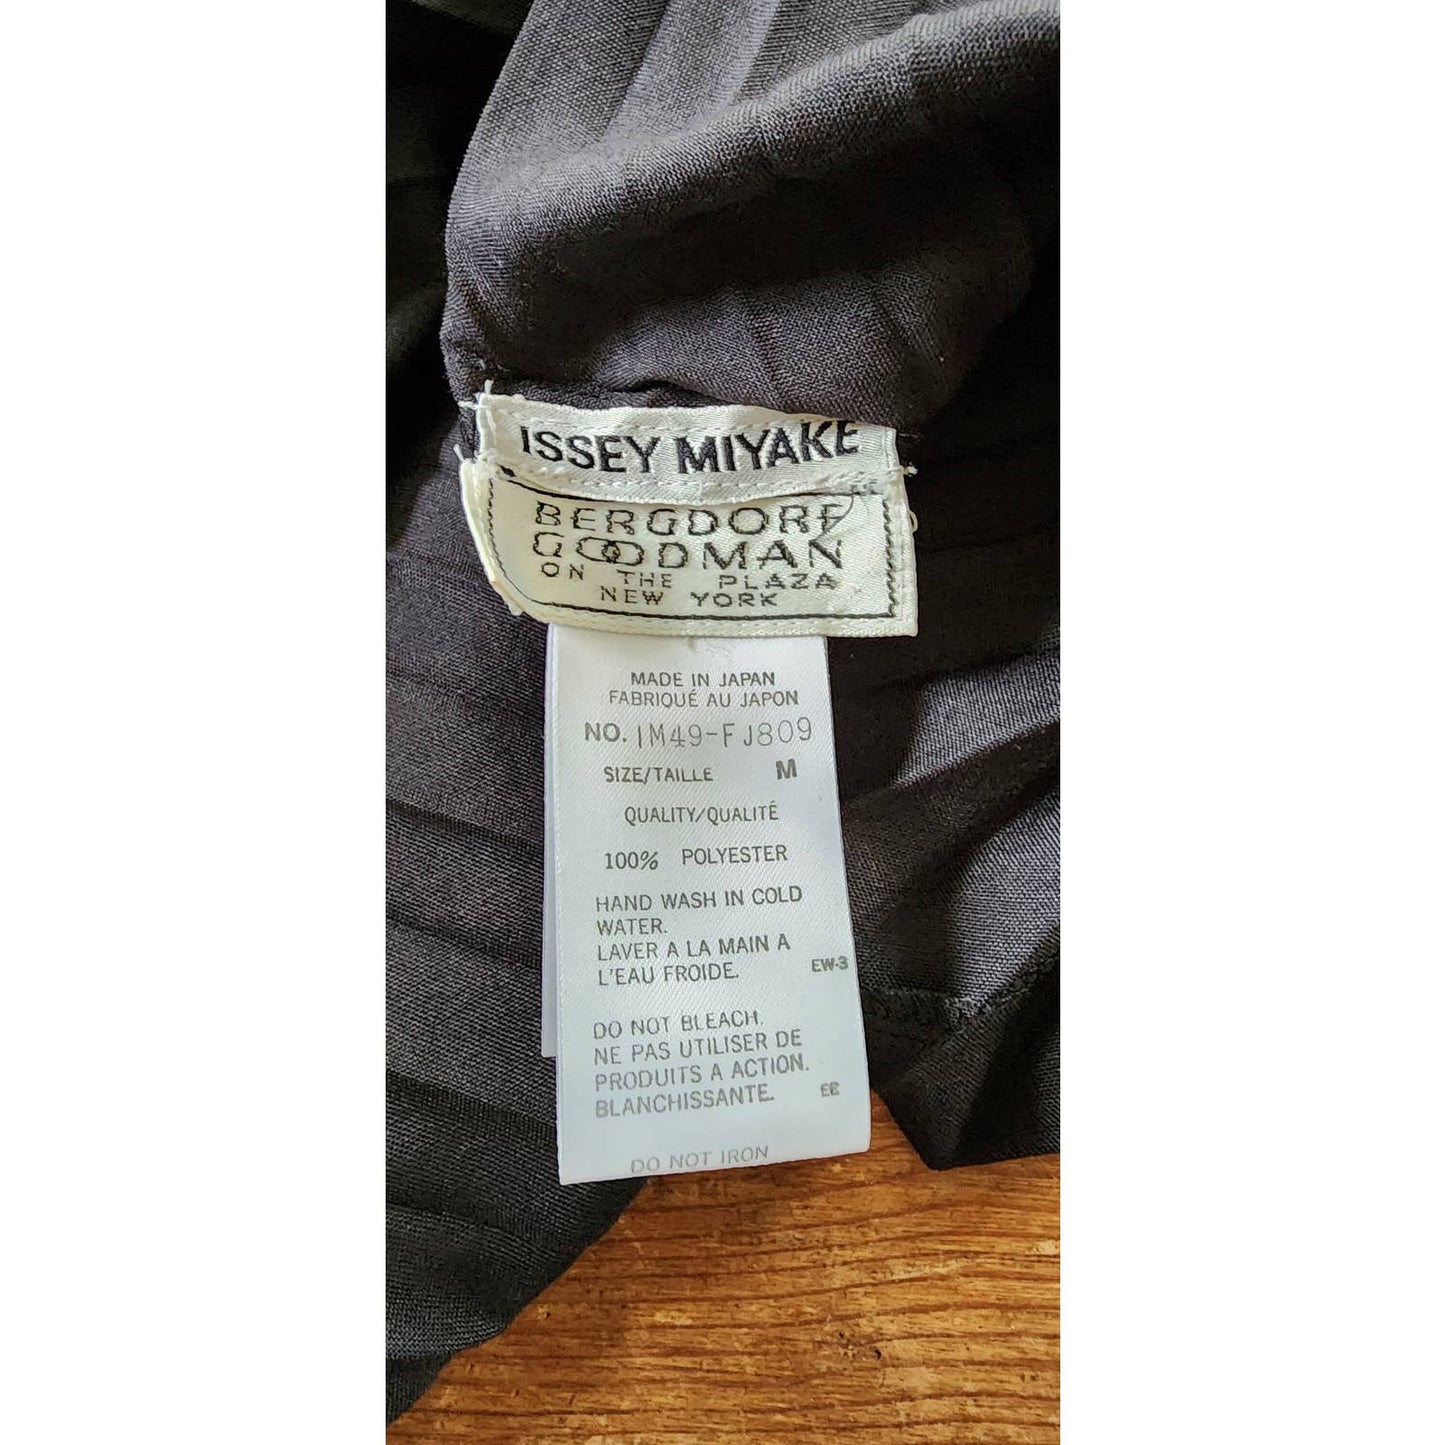 ISSEY MIYAKE
BERGDORF
GOODMAN
ON THE PLAZA
NEW YORK
MADE IN JAPAN
FABRIQUÉ AU JAPON
NO. IM49-FJ809
SIZE/TAILLE M
QUALITY/QUALITÉ
100% POLYESTER
HAND WASH IN COLD
WATER.
LAVER A LA MAIN A
L'EAU FROIDE.
EW-3
DO NOT BLEACH.
NE PAS UTILISER DE
PRODUITS A ACTION.
BLANCHISSANTE.
DO NOT IRON